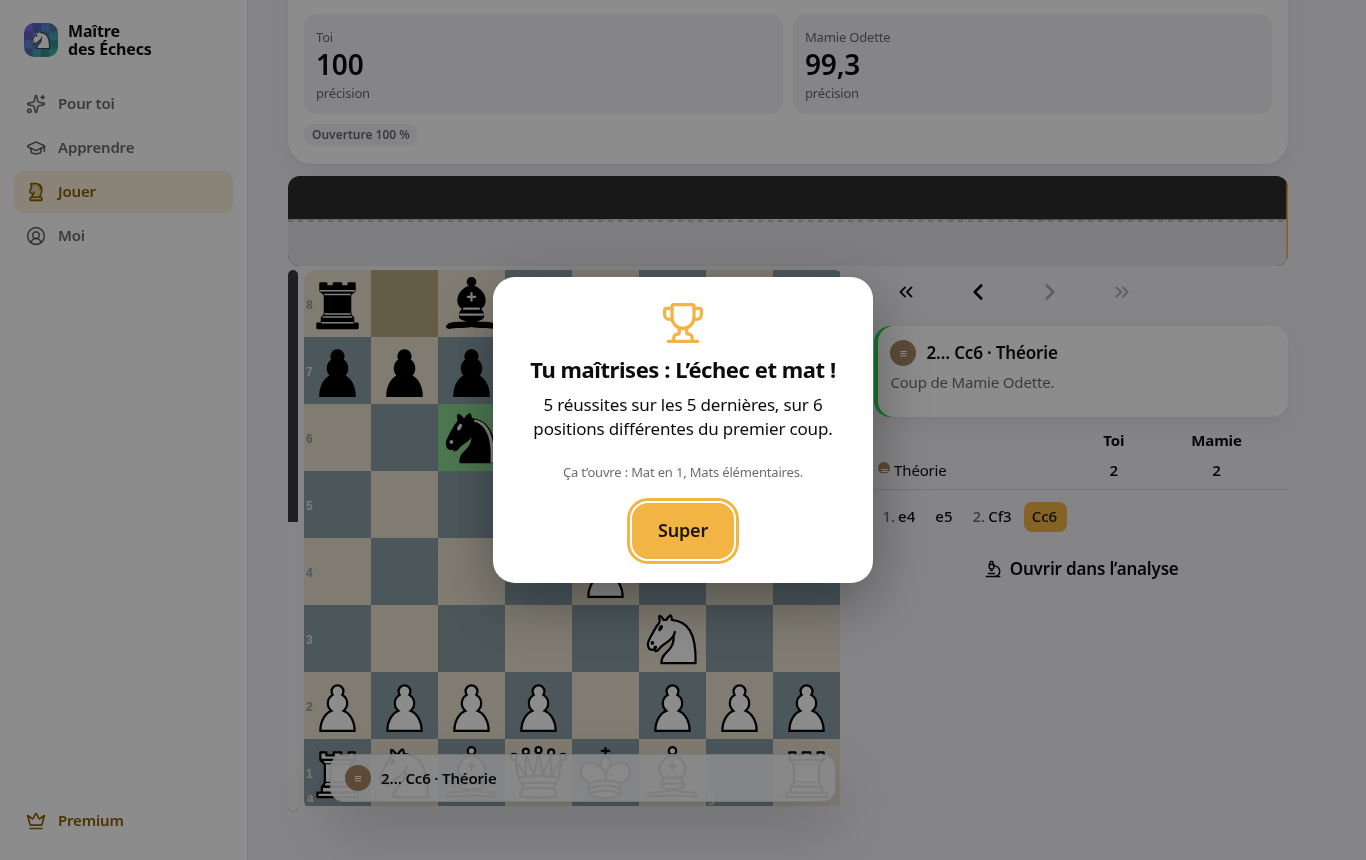 Maître
des Échecs
Pour toi
Apprendre
Jouer
Moi
Premium
Toi
100
précision
Mamie Odette
99,3
précision
Ouverture 100 %
8
7
6
5
4
3
2
1
a
Tu maîtrises : L’échec et mat !
5 réussites sur les 5 dernières, sur 6
positions différentes du premier coup.
Ça t’ouvre : Mat en 1, Mats élémentaires.
Super
2… Cc6 · Théorie
Coup de Mamie Odette.
Toi Mamie
Théorie 2 2
1. e4 e5 2. Cf3 Cc6
Ouvrir dans l’analyse
2… Cc6 · Théorie